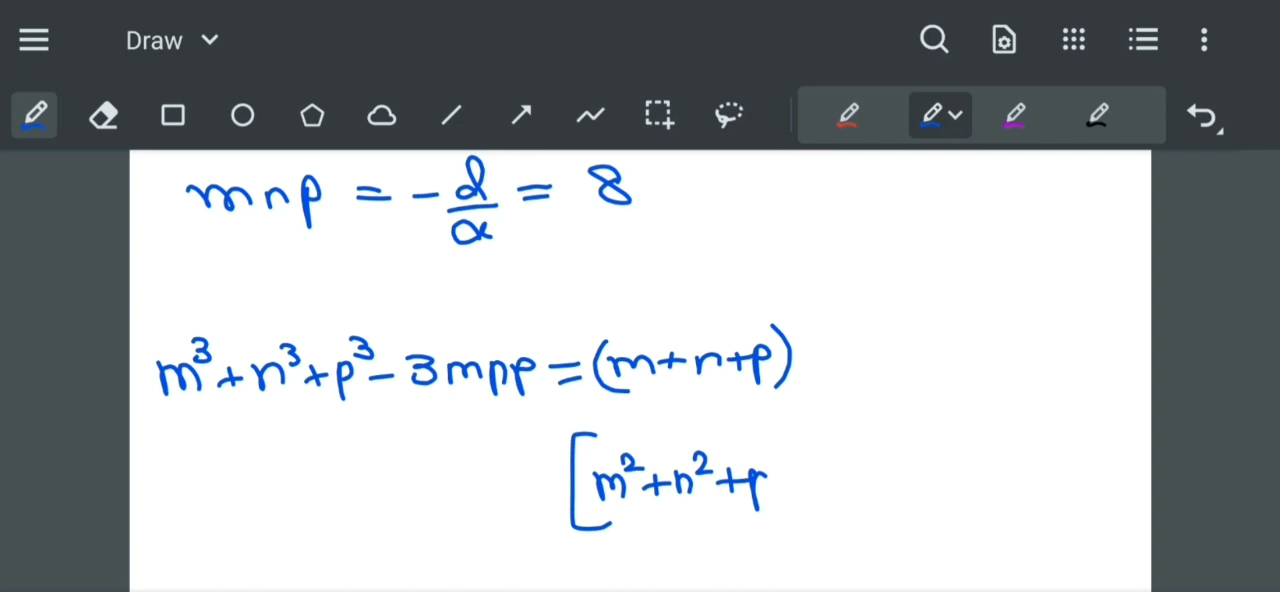 Draw
mnp = -d/a = 8
m³+n³+p³-3mnp=(m+n+p)
[m²+n²+p